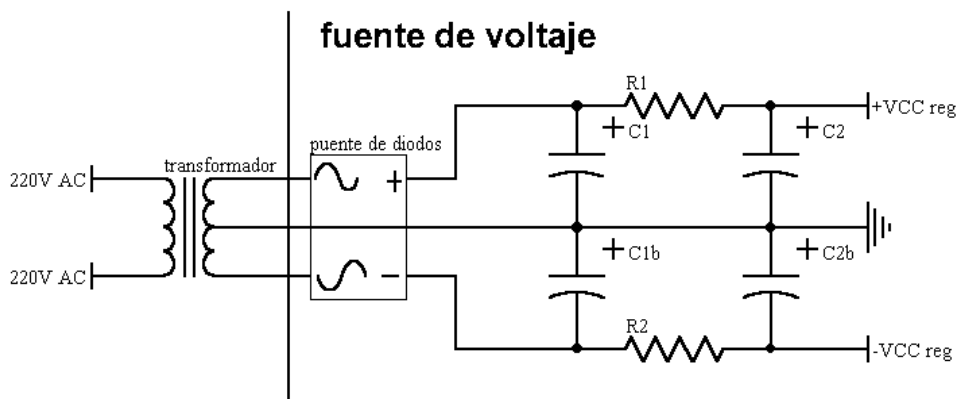 fuente de voltaje
R1
+VCC reg
+ C1
+ C2
puente de diodos
transformador
220V AC
+
220V AC
-
+ C1b
+ C2b
R2
-VCC reg